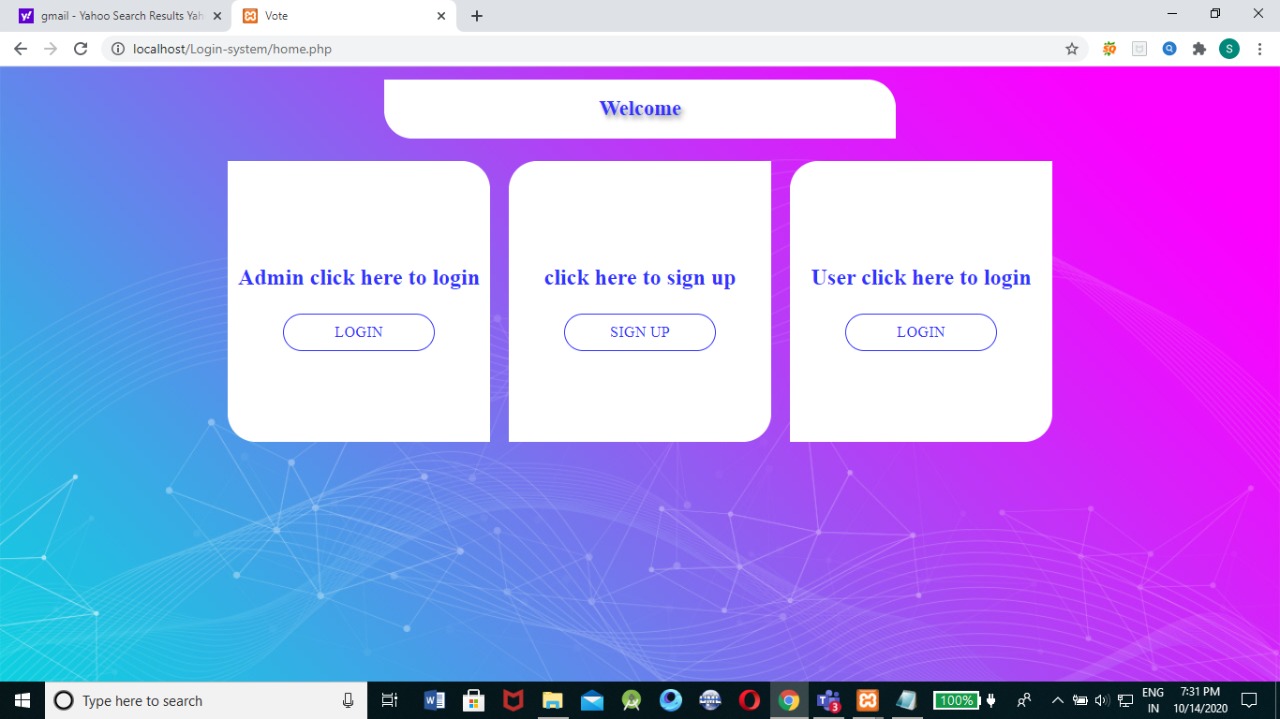 gmail - Yahoo Search Results Yah
Vote
localhost/Login-system/home.php
S
Welcome
Admin click here to login
click here to sign up
User click here to login
LOGIN
SIGN UP
LOGIN
Type here to search
100%
3
ENG
IN
7:31 PM
10/14/2020